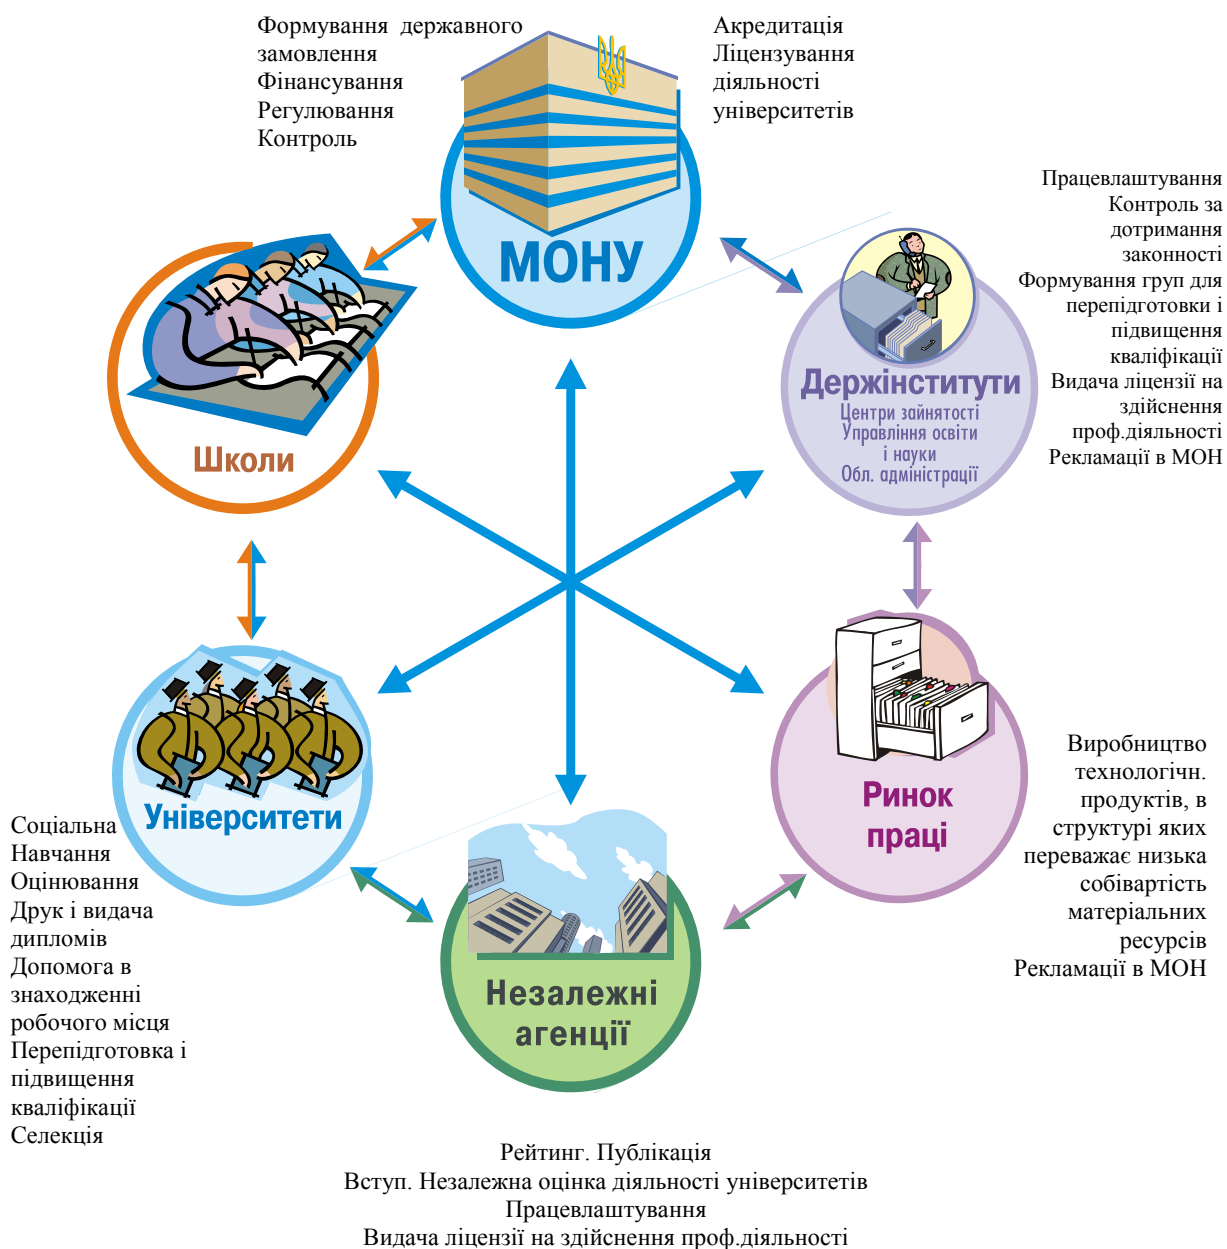 Формування державного
замовлення
Фінансування
Регулювання
Контроль
Акредитація
Ліцензування
діяльності
університетів
МОНУ
Працевлаштування
Контроль за
дотримання
законності
Формування груп для
перепідготовки і
підвищення
кваліфікації
Видача ліцензії на
здійснення
проф.діяльності
Рекламації в МОН
Держінститути
Центри зайнятості
Управління освіти
і науки
Обл. адміністрації
Школи
Університети
Ринок
праці
Виробництво
технологічн.
продуктів, в
структурі яких
переважає низька
собівартість
матеріальних
ресурсів
Рекламації в МОН
Соціальна
Навчання
Оцінювання
Друк і видача
дипломів
Допомога в
знаходженні
робочого місця
Перепідготовка і
підвищення
кваліфікації
Селекція
Незалежні
агенції
Рейтинг. Публікація
Вступ. Незалежна оцінка діяльності університетів
Працевлаштування
Видача ліцензії на здійснення проф.діяльності